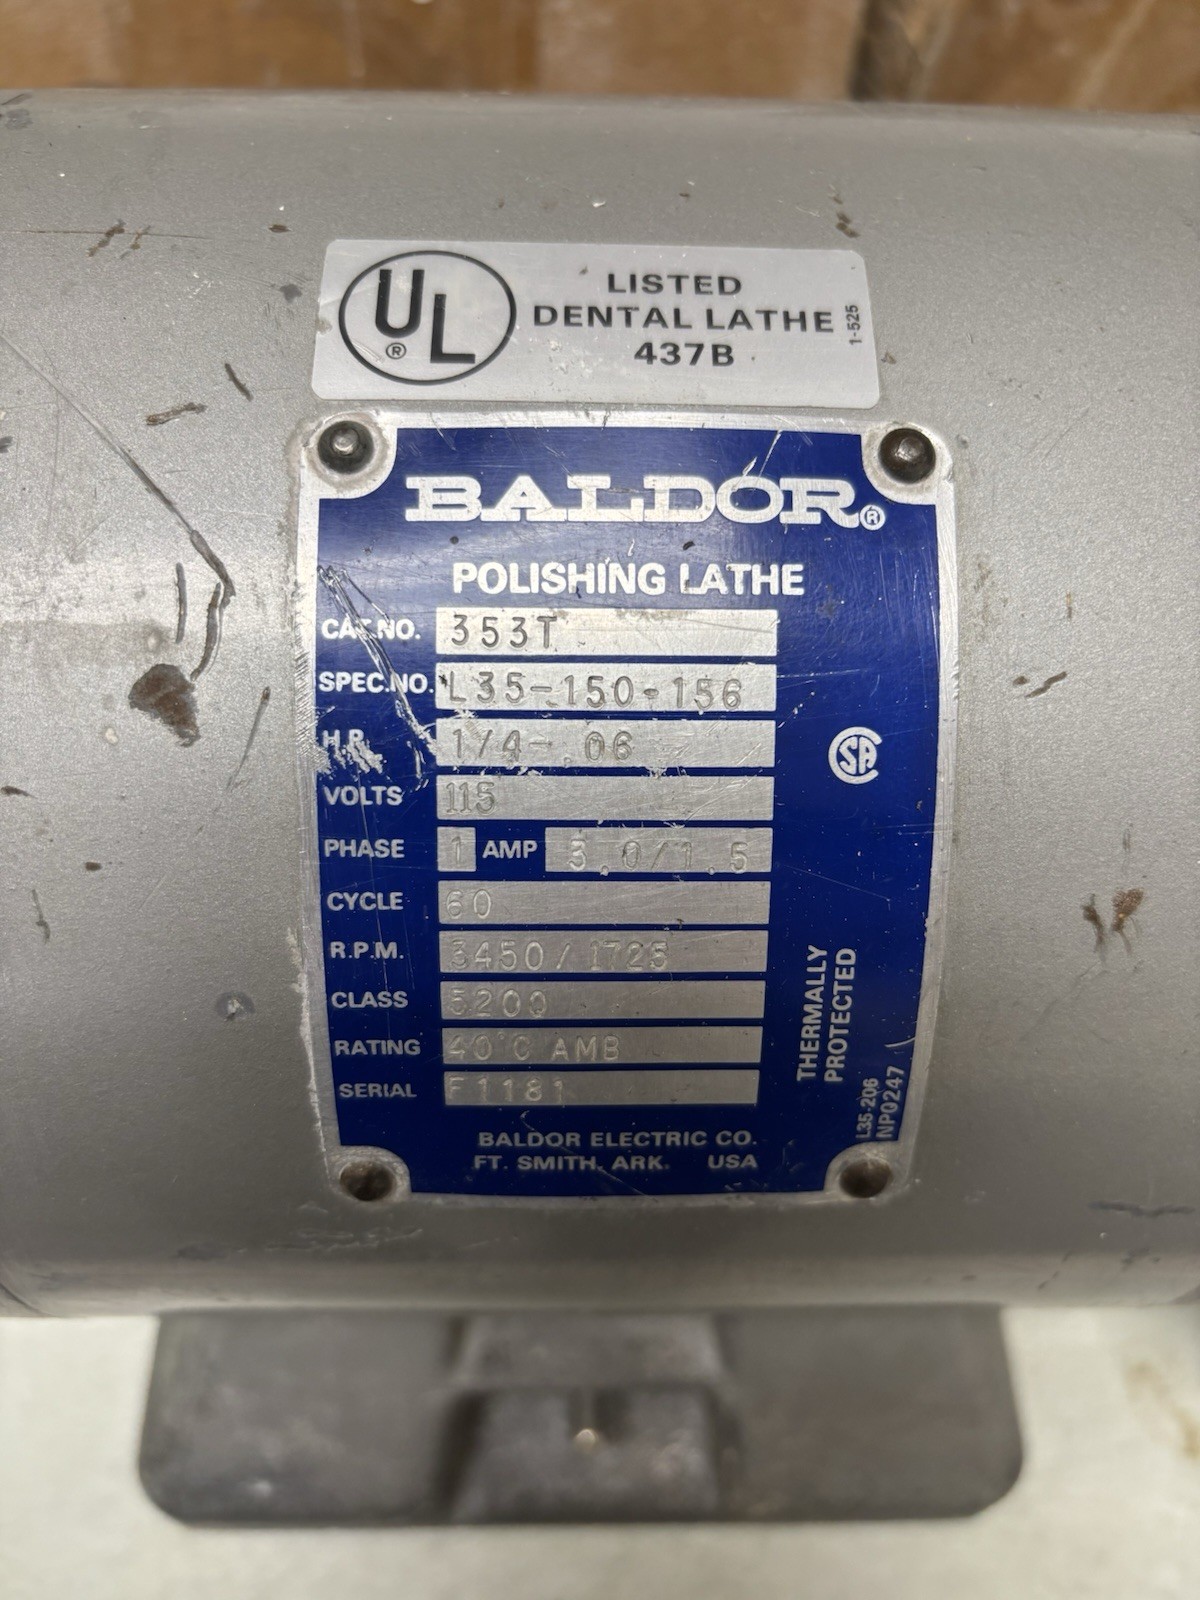 UL®
LISTED
DENTAL LATHE
437B
1-525
BALDOR®
POLISHING LATHE
CAT.NO. 353T
SPEC.NO. L35-150-156
H.P. 1/4-.06
VOLTS 115
PHASE 1 AMP 3.0/1.5
CYCLE 60
R.P.M. 3450/1725
CLASS 5200
RATING 40°C AMB
SERIAL F1181
SA
THERMALLY
PROTECTED
L35-206
NP0247
BALDOR ELECTRIC CO.
FT. SMITH, ARK. USA